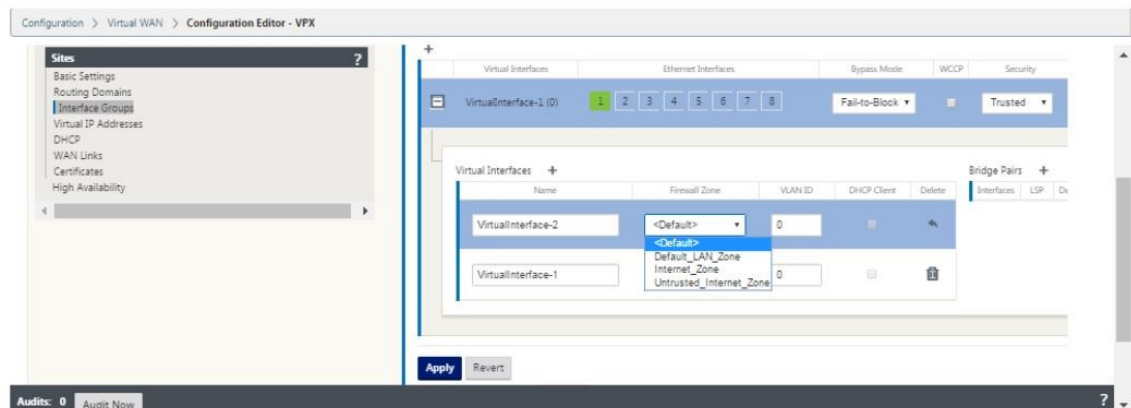 Configuration > Virtual WAN > Configuration Editor - VPX
Sites ?
Basic Settings
Routing Domains
Interface Groups
Virtual IP Addresses
DHCP
WAN Links
Certificates
High Availability
+
Virtual Interfaces Ethernet Interfaces Bypass Mode WCCP Security
VirtualInterface-1 (0) 1 2 3 4 5 6 7 8 Fail-to-Block Trusted
Virtual Interfaces + Bridge Pairs +
Name Firewall Zone VLAN ID DHCP Client Delete Interfaces LSP De
VirtualInterface-2 <Default> 0
<Default>
Default_LAN_Zone
Internet_Zone
Untrusted_Internet_Zone
VirtualInterface-1 0
Apply Revert
Audits: 0 Audit Now ?